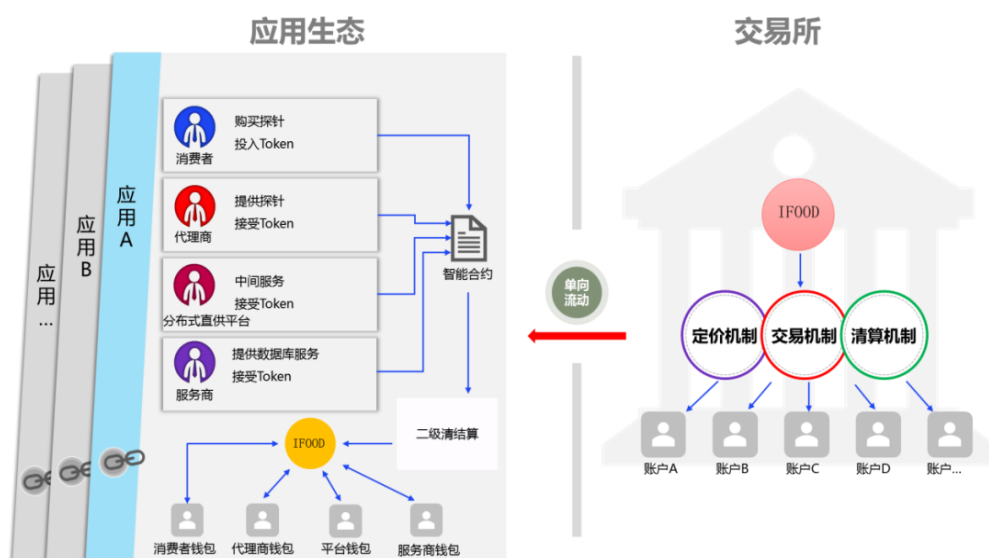 应用生态
交易所
应用A
应用B
应用...
购买探针
投入Token
消费者
提供探针
接受Token
代理商
中间服务
接受Token
分布式直供平台
提供数据库服务
接受Token
服务商
智能合约
二级清结算
IFOOD
消费者钱包
代理商钱包
平台钱包
服务商钱包
单向
流动
IFOOD
定价机制
交易机制
清算机制
账户A
账户B
账户C
账户D
账户...